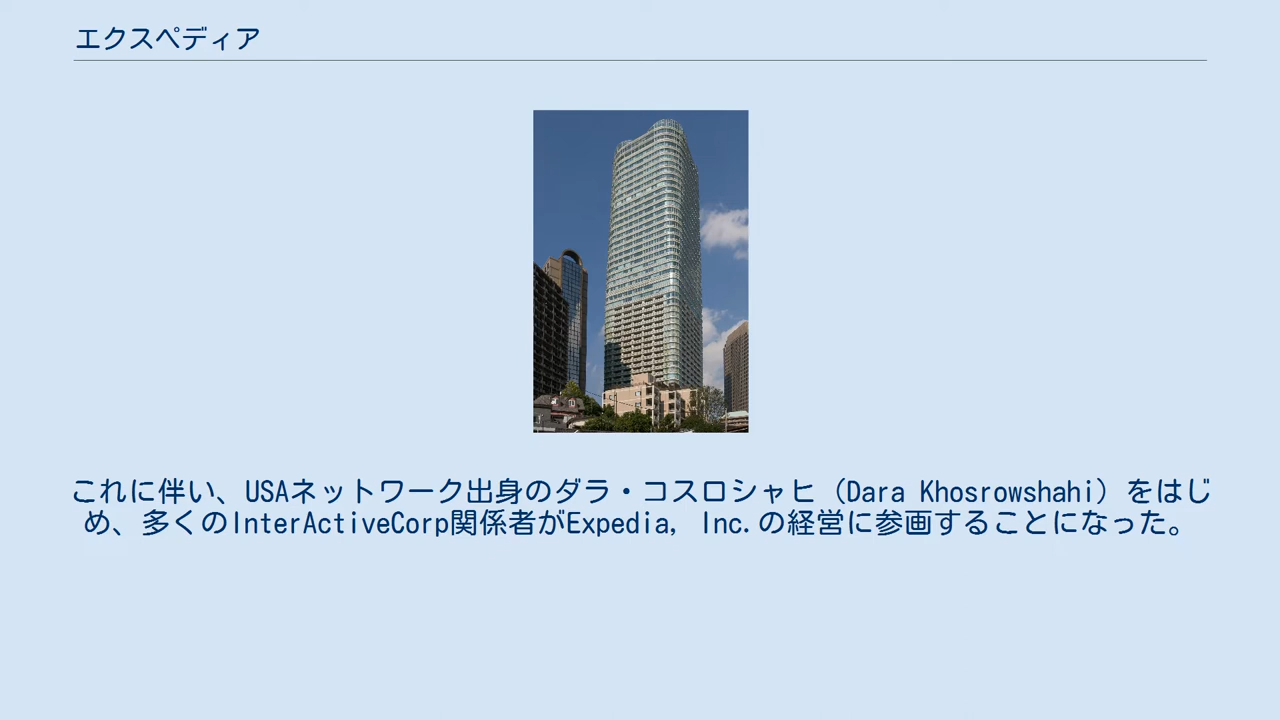 エクスペディア
これに伴い、USAネットワーク出身のダラ・コスロシャヒ（Dara Khosrowshahi）をはじ
め、多くのInterActiveCorp関係者がExpedia, Inc.の経営に参画することになった。